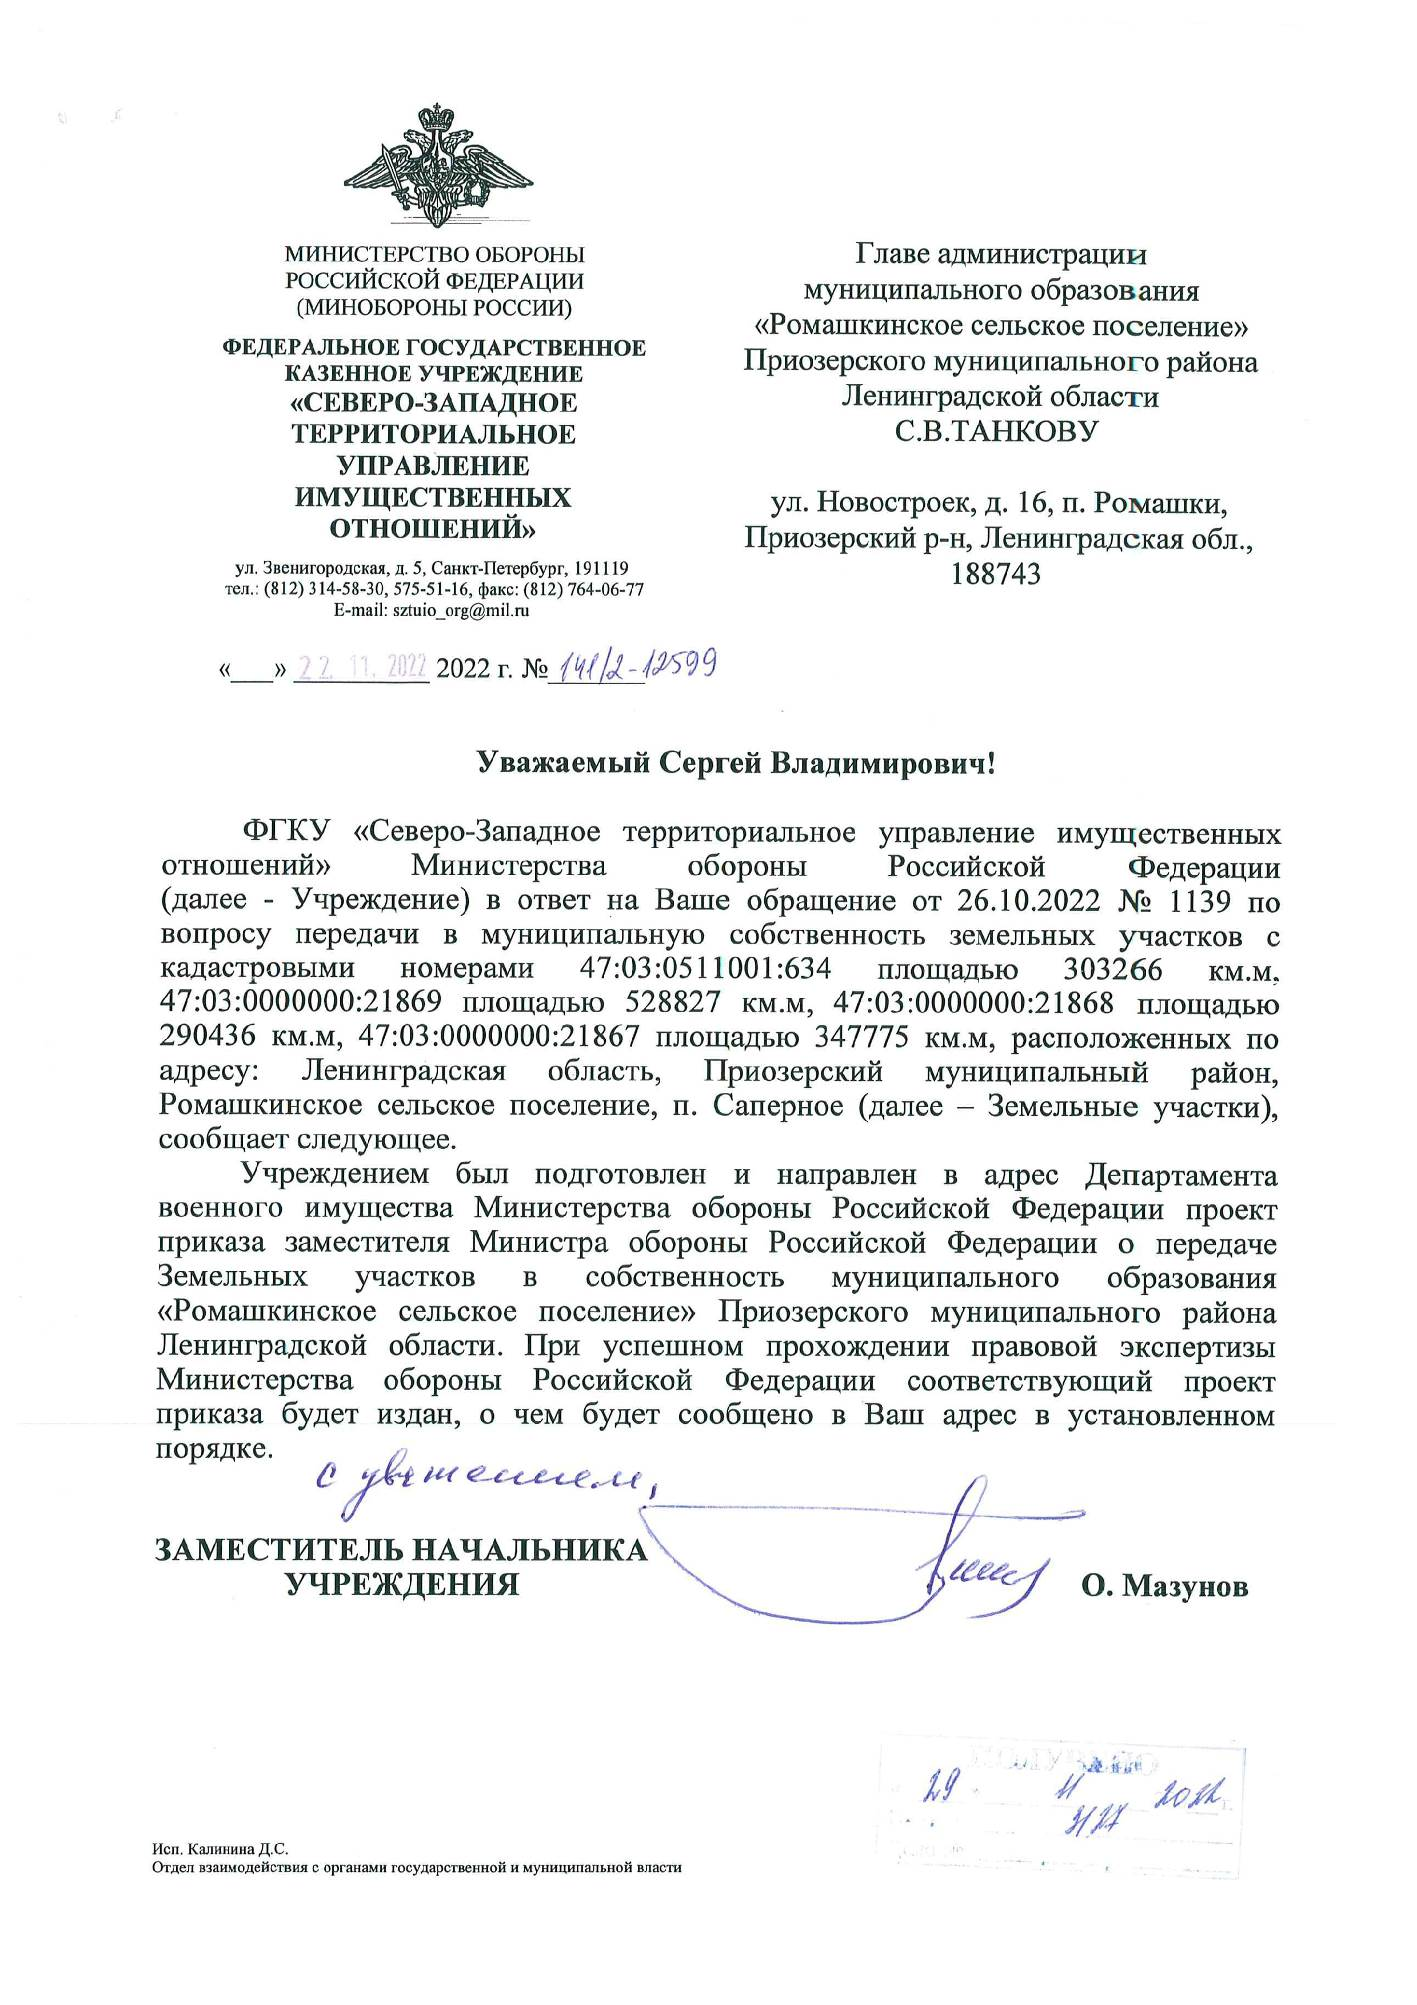 МИНИСТЕРСТВО ОБОРОНЫ
РОССИЙСКОЙ ФЕДЕРАЦИИ
(МИНОБОРОНЫ РОССИИ)
ФЕДЕРАЛЬНОЕ ГОСУДАРСТВЕННОЕ
КАЗЕННОЕ УЧРЕЖДЕНИЕ
«СЕВЕРО-ЗАПАДНОЕ
ТЕРРИТОРИАЛЬНОЕ
УПРАВЛЕНИЕ
ИМУЩЕСТВЕННЫХ
ОТНОШЕНИЙ»
ул. Звенигородская, д. 5, Санкт-Петербург, 191119
тел.: (812) 314-58-30, 575-51-16, факс: (812) 764-06-77
E-mail: sztuio_org@mil.ru
«___» 22. 11. 2022 2022 г. № 141/2-12599
Главе администрации
муниципального образования
«Ромашкинское сельское поселение»
Приозерского муниципального района
Ленинградской области
С.В.ТАНКОВУ
ул. Новостроек, д. 16, п. Ромашки,
Приозерский р-н, Ленинградская обл.,
188743
Уважаемый Сергей Владимирович!
ФГКУ «Северо-Западное территориальное управление имущественных
отношений» Министерства обороны Российской Федерации
(далее - Учреждение) в ответ на Ваше обращение от 26.10.2022 № 1139 по
вопросу передачи в муниципальную собственность земельных участков с
кадастровыми номерами 47:03:0511001:634 площадью 303266 км.м.
47:03:0000000:21869 площадью 528827 км.м, 47:03:0000000:21868 площадью
290436 км.м, 47:03:0000000:21867 площадью 347775 км.м, расположенных по
адресу: Ленинградская область, Приозерский муниципальный район,
Ромашкинское сельское поселение, п. Саперное (далее – Земельные участки),
сообщает следующее.
Учреждением был подготовлен и направлен в адрес Департамента
военного имущества Министерства обороны Российской Федерации проект
приказа заместителя Министра обороны Российской Федерации о передаче
Земельных участков в собственность муниципального образования
«Ромашкинское сельское поселение» Приозерского муниципального района
Ленинградской области. При успешном прохождении правовой экспертизы
Министерства обороны Российской Федерации соответствующий проект
приказа будет издан, о чем будет сообщено в Ваш адрес в установленном
порядке.
с уважением,
ЗАМЕСТИТЕЛЬ НАЧАЛЬНИКА
УЧРЕЖДЕНИЯ
О. Мазунов
29 11 2022
3127
Исп. Калинина Д.С.
Отдел взаимодействия с органами государственной и муниципальной власти